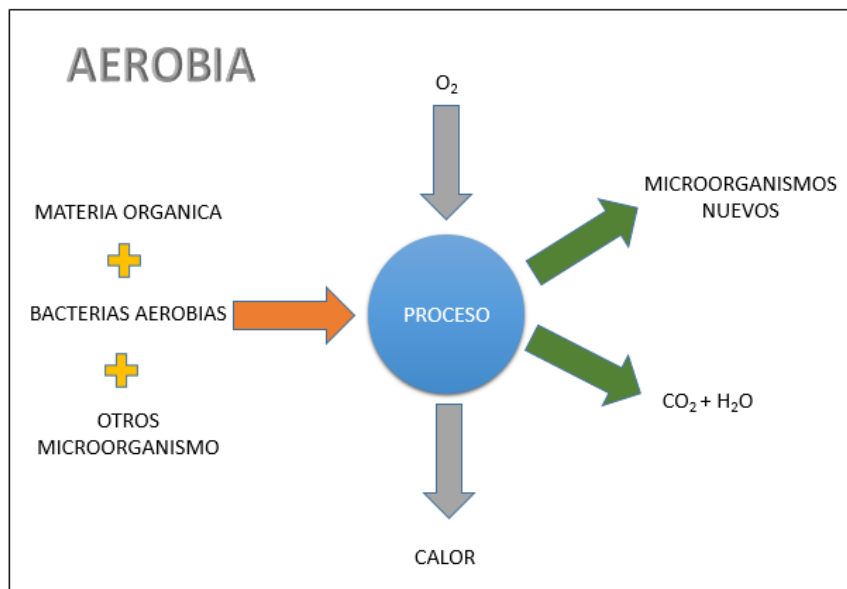 AEROBIA
O₂
MATERIA ORGANICA
BACTERIAS AEROBIAS
OTROS
MICROORGANISMO
PROCESO
MICROORGANISMOS
NUEVOS
CO₂ + H₂O
CALOR